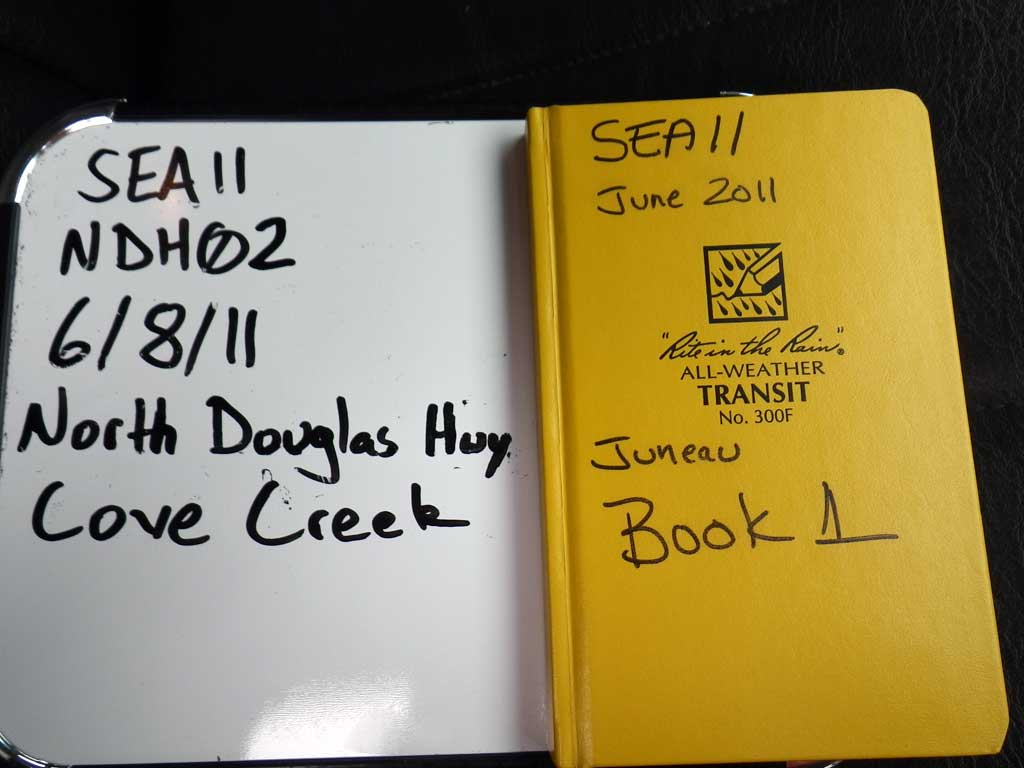 SEA11
NDH02
6/8/11
North Douglas Hwy.
Cove Creek
SEA11
June 2011
"Rite in the Rain"®
ALL-WEATHER
TRANSIT
No. 300F
Juneau
Book 1